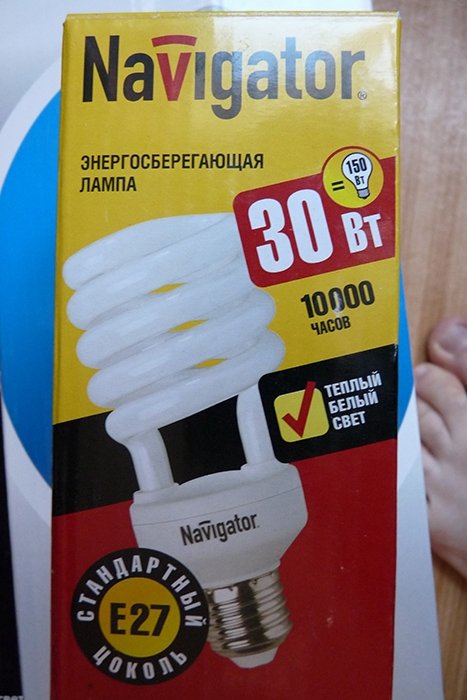 Navigator®
ЭНЕРГОСБЕРЕГАЮЩАЯ
ЛАМПА
= 150
Вт
30 Вт
10000
ЧАСОВ
ТЕПЛЫЙ
БЕЛЫЙ
СВЕТ
Navigator
СТАНДАРТНЫЙ
E27
ЦОКОЛЬ